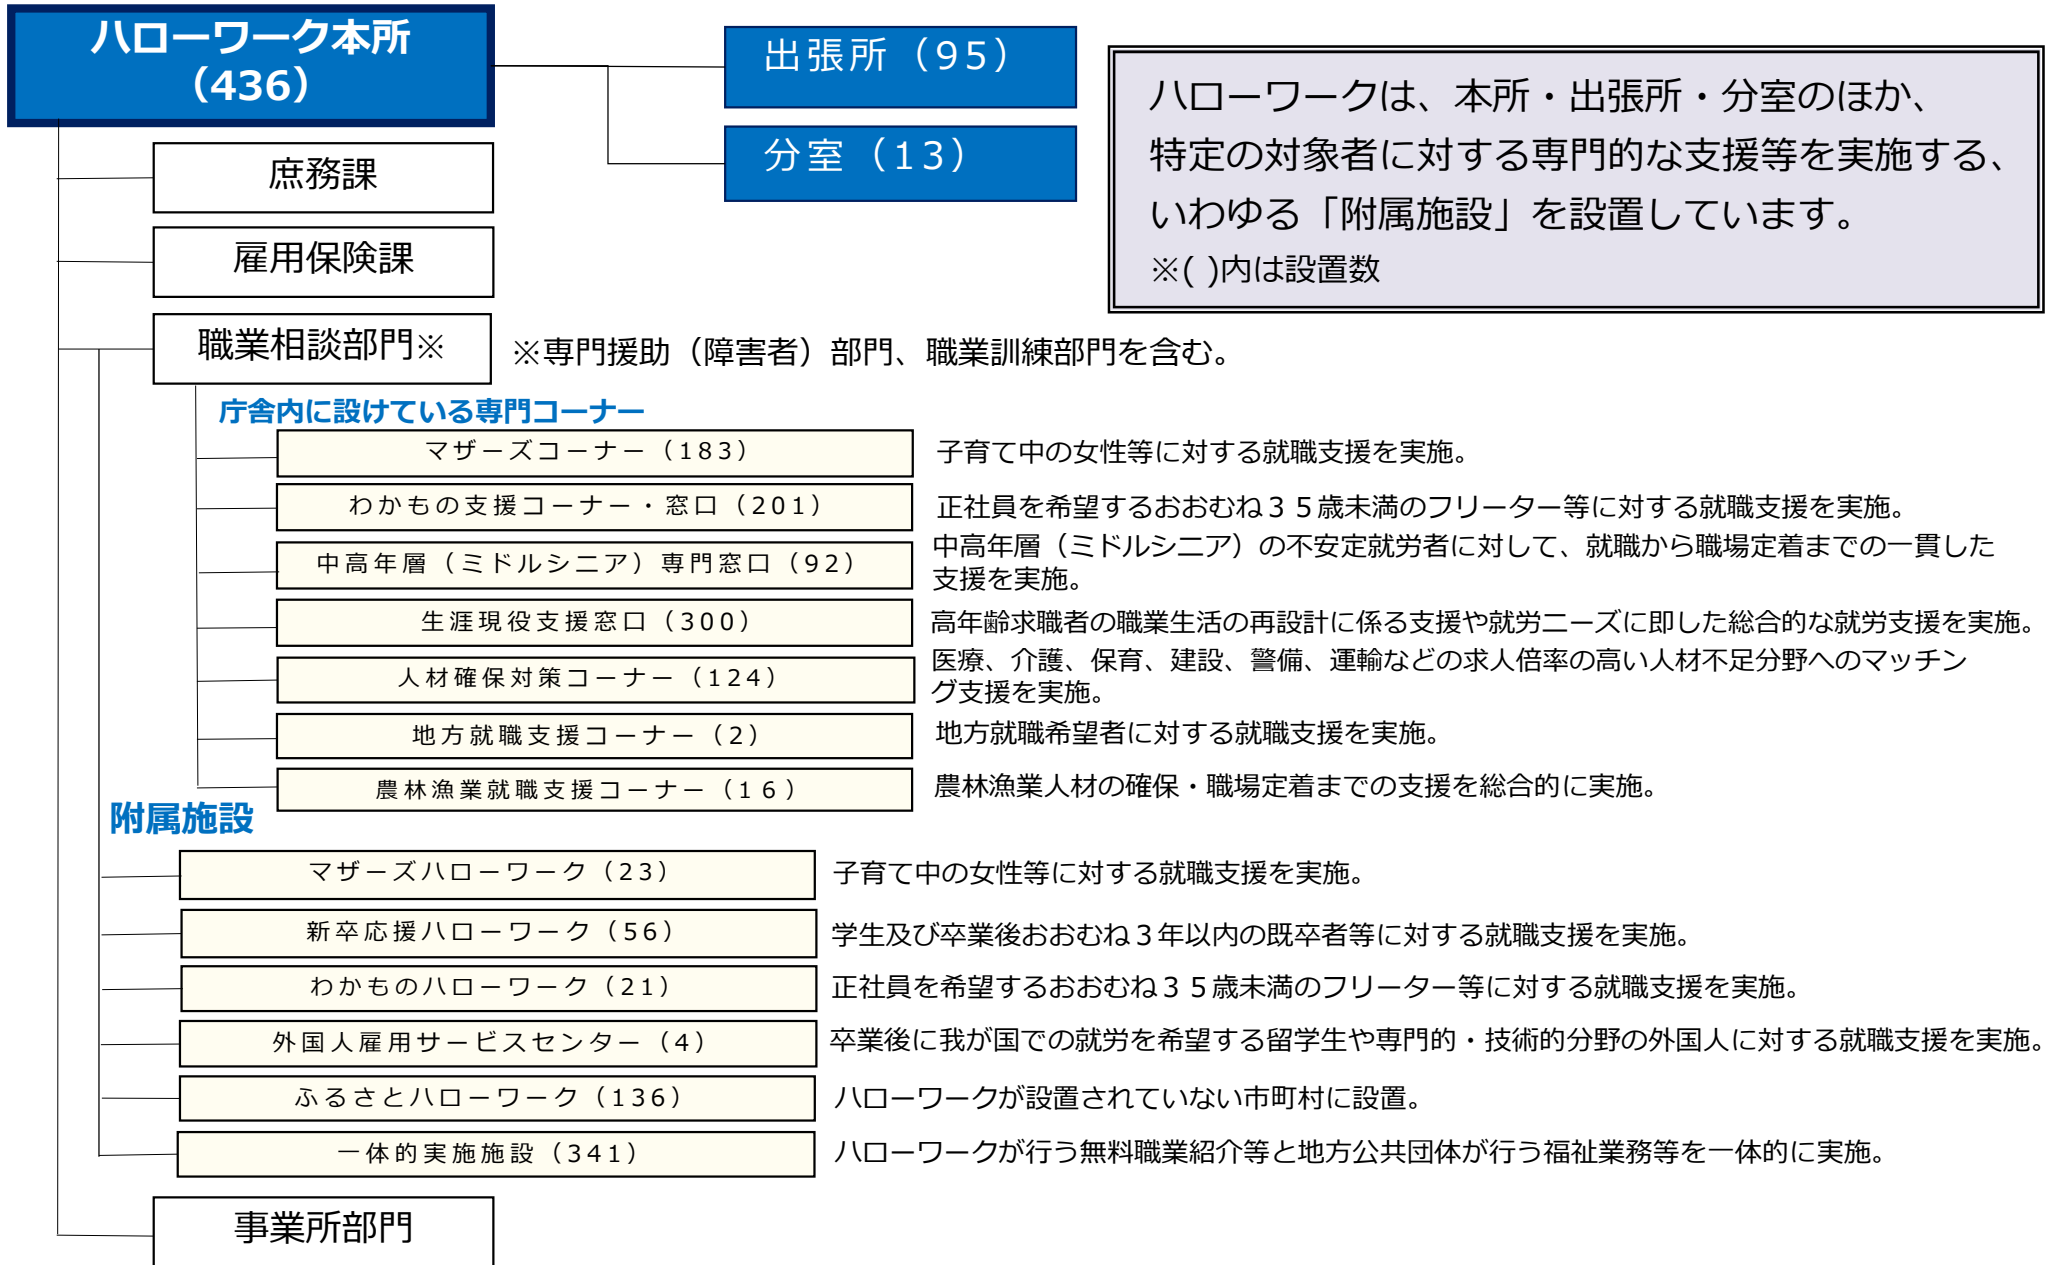 ハローワーク本所
（436）
出張所（95）
分室（13）
ハローワークは、本所・出張所・分室のほか、
特定の対象者に対する専門的な支援等を実施する、
いわゆる「附属施設」を設置しています。
※( )内は設置数
庶務課
雇用保険課
職業相談部門※
※専門援助（障害者）部門、職業訓練部門を含む。
庁舎内に設けている専門コーナー
マザーズコーナー（183）
子育て中の女性等に対する就職支援を実施。
わかもの支援コーナー・窓口（201）
正社員を希望するおおむね３５歳未満のフリーター等に対する就職支援を実施。
中高年層（ミドルシニア）専門窓口（92）
中高年層（ミドルシニア）の不安定就労者に対して、就職から職場定着までの一貫した
支援を実施。
生涯現役支援窓口（300）
高年齢求職者の職業生活の再設計に係る支援や就労ニーズに即した総合的な就労支援を実施。
人材確保対策コーナー（124）
医療、介護、保育、建設、警備、運輸などの求人倍率の高い人材不足分野へのマッチン
グ支援を実施。
地方就職支援コーナー（2）
地方就職希望者に対する就職支援を実施。
農林漁業就職支援コーナー（１６）
農林漁業人材の確保・職場定着までの支援を総合的に実施。
附属施設
マザーズハローワーク（23）
子育て中の女性等に対する就職支援を実施。
新卒応援ハローワーク（56）
学生及び卒業後おおむね３年以内の既卒者等に対する就職支援を実施。
わかものハローワーク（21）
正社員を希望するおおむね３５歳未満のフリーター等に対する就職支援を実施。
外国人雇用サービスセンター（4）
卒業後に我が国での就労を希望する留学生や専門的・技術的分野の外国人に対する就職支援を実施。
ふるさとハローワーク（136）
ハローワークが設置されていない市町村に設置。
一体的実施施設（341）
ハローワークが行う無料職業紹介等と地方公共団体が行う福祉業務等を一体的に実施。
事業所部門